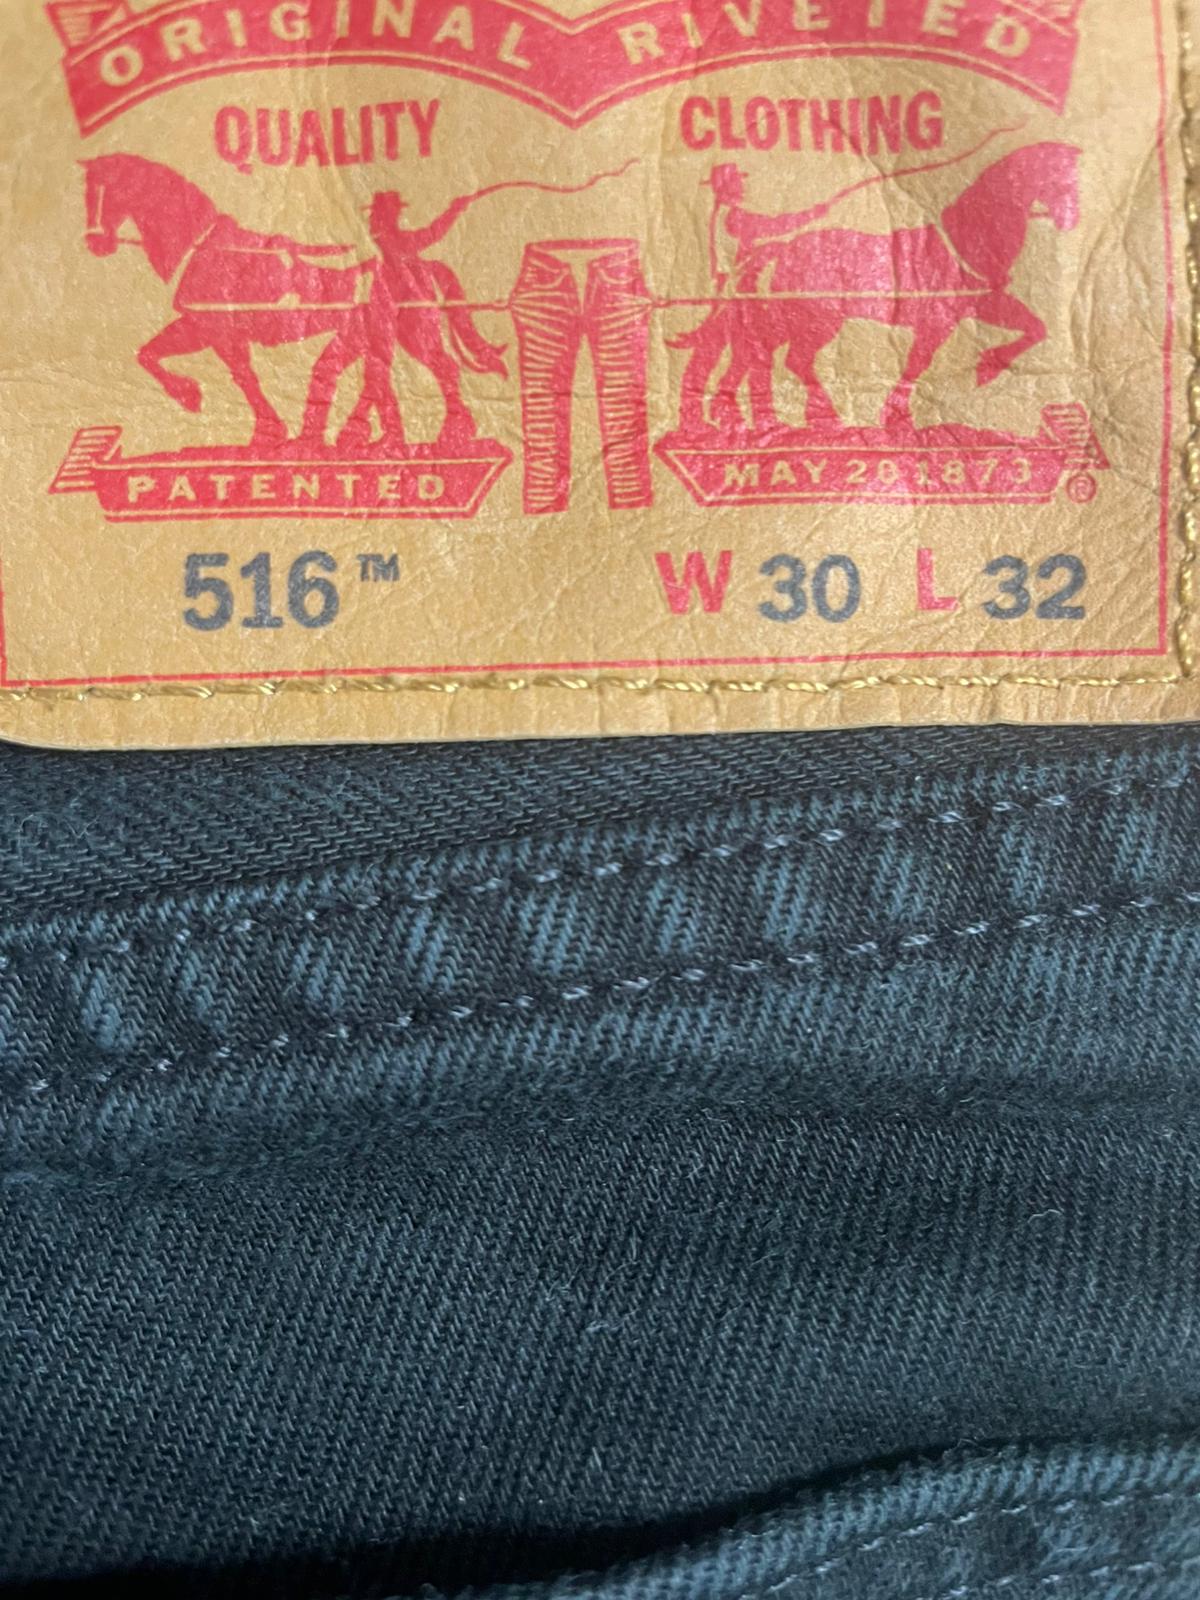 ORIGINAL RIVETED
QUALITY CLOTHING
PATENTED MAY 20 1873 ®
516™ W 30 L 32